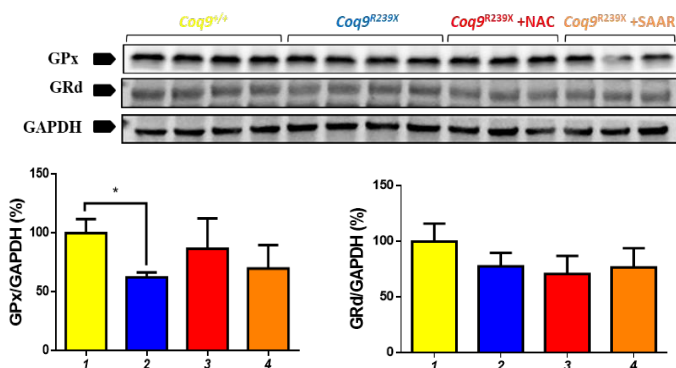 Coq9+/+ Coq9R239X Coq9R239X +NAC Coq9R239X +SAAR
GPx
GRd
GAPDH
GPx/GAPDH (%)
150
100
50
0
*
1 2 3 4
GRd/GAPDH (%)
150
100
50
0
1 2 3 4